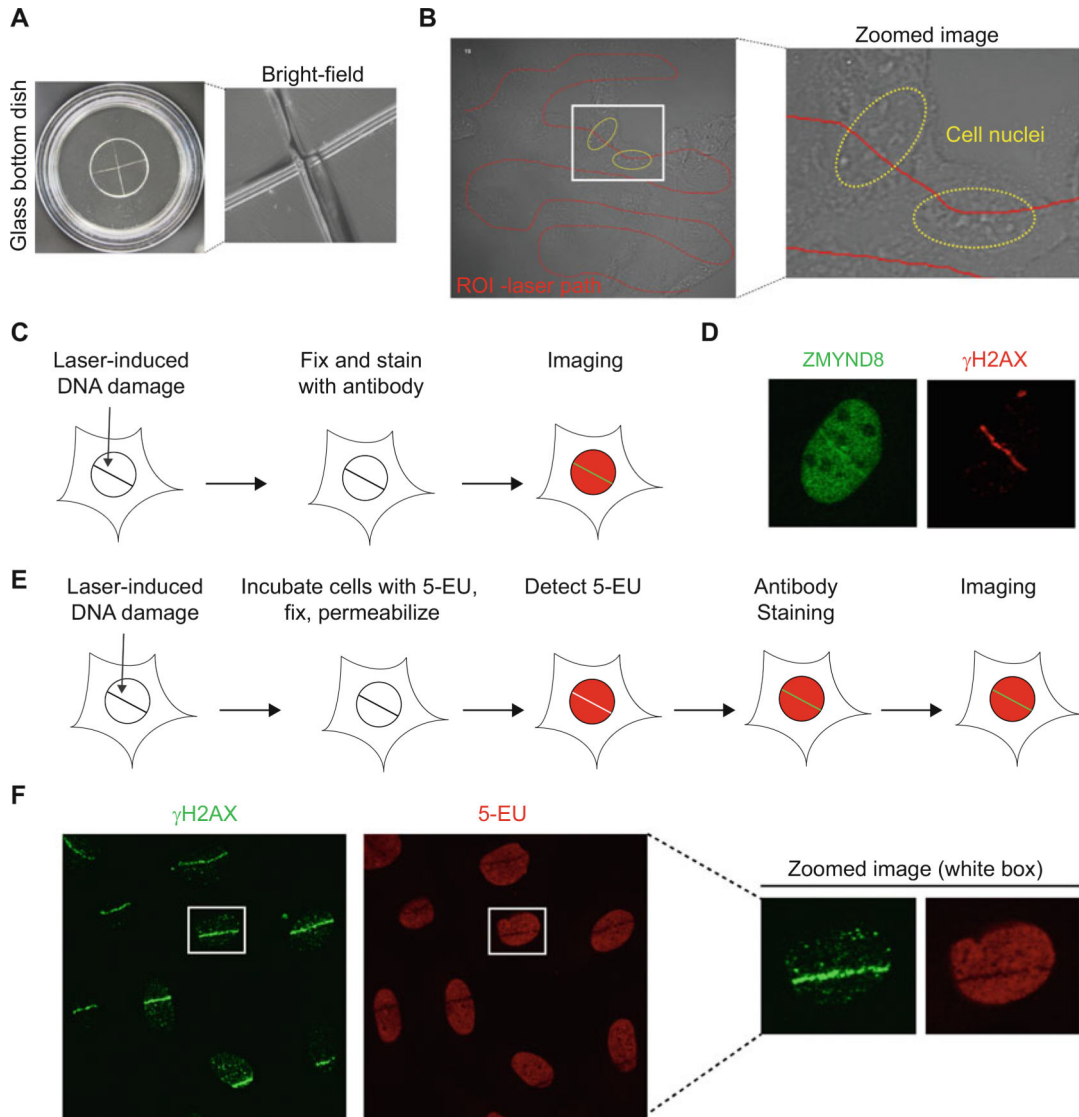 A
Glass bottom dish
Bright-field
B
Zoomed image
Cell nuclei
ROI -laser path
C
Laser-induced
DNA damage
Fix and stain
with antibody
Imaging
D
ZMYND8
γH2AX
E
Laser-induced
DNA damage
Incubate cells with 5-EU,
fix, permeabilize
Detect 5-EU
Antibody
Staining
Imaging
F
γH2AX
5-EU
Zoomed image (white box)